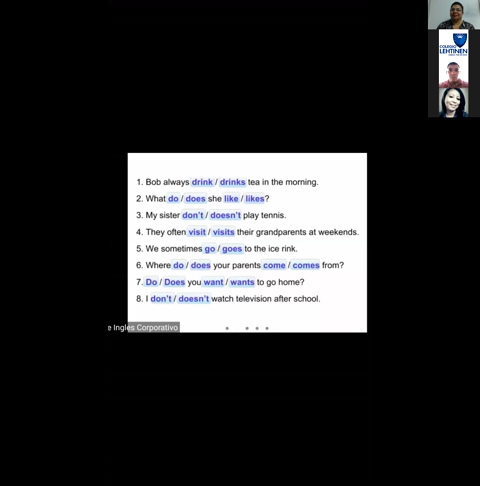 COLEGIO
LEHTINEN
1. Bob always drink / drinks tea in the morning.
2. What do / does she like / likes?
3. My sister don't / doesn't play tennis.
4. They often visit / visits their grandparents at weekends.
5. We sometimes go / goes to the ice rink.
6. Where do / does your parents come / comes from?
7. Do / Does you want / wants to go home?
8. I don't / doesn't watch television after school.
e Ingles Corporativo